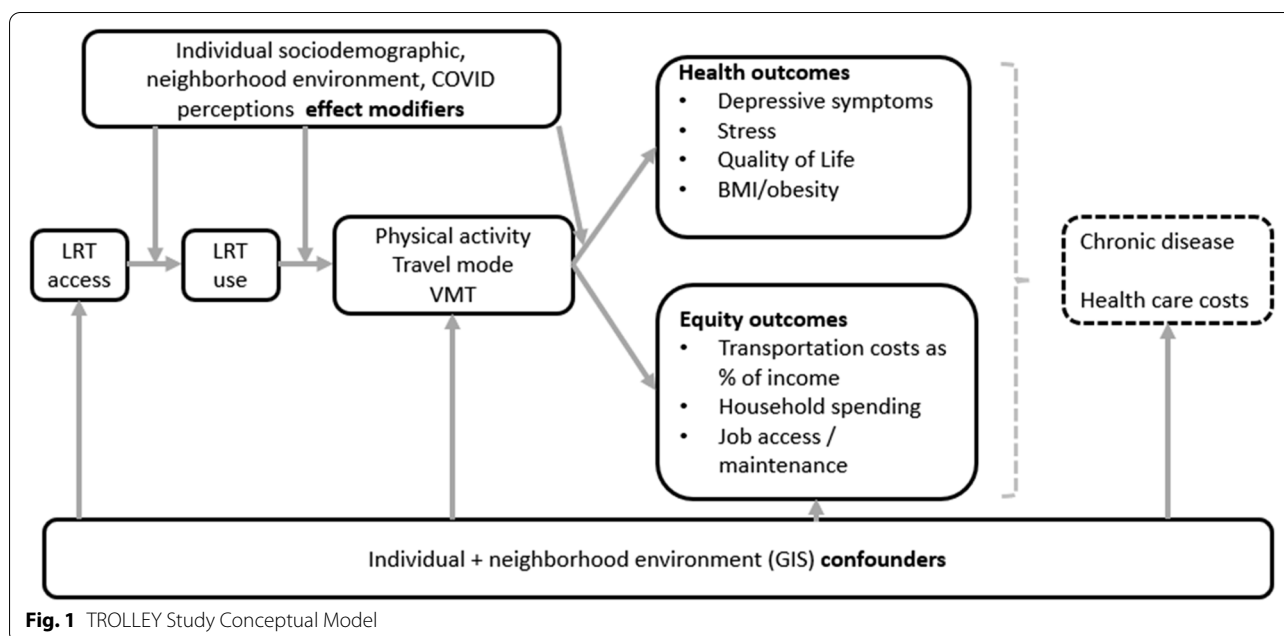 Individual sociodemographic,
neighborhood environment, COVID
perceptions effect modifiers
Health outcomes
• Depressive symptoms
• Stress
• Quality of Life
• BMI/obesity
LRT
access
LRT
use
Physical activity
Travel mode
VMT
Equity outcomes
• Transportation costs as
% of income
• Household spending
• Job access /
maintenance
Chronic disease
Health care costs
Individual + neighborhood environment (GIS) confounders
Fig. 1 TROLLEY Study Conceptual Model